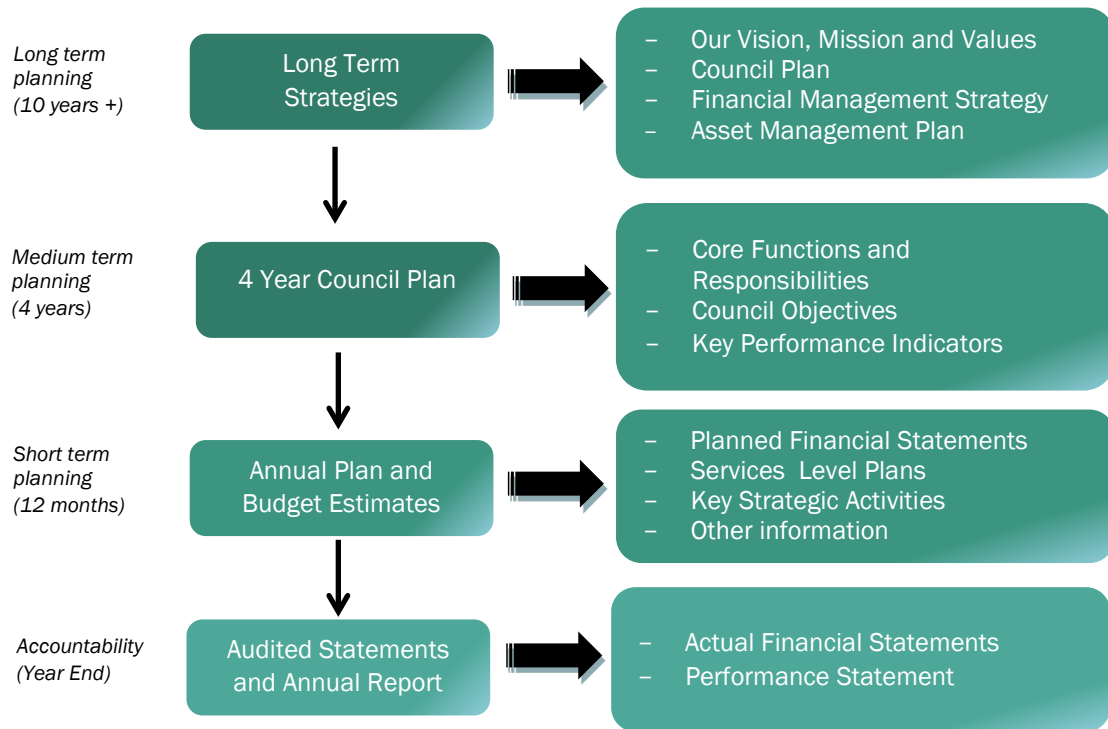 Long term
planning
(10 years +)
Long Term
Strategies
– Our Vision, Mission and Values
– Council Plan
– Financial Management Strategy
– Asset Management Plan
Medium term
planning
(4 years)
4 Year Council Plan
– Core Functions and
Responsibilities
– Council Objectives
– Key Performance Indicators
Short term
planning
(12 months)
Annual Plan and
Budget Estimates
– Planned Financial Statements
– Services Level Plans
– Key Strategic Activities
– Other information
Accountability
(Year End)
Audited Statements
and Annual Report
– Actual Financial Statements
– Performance Statement